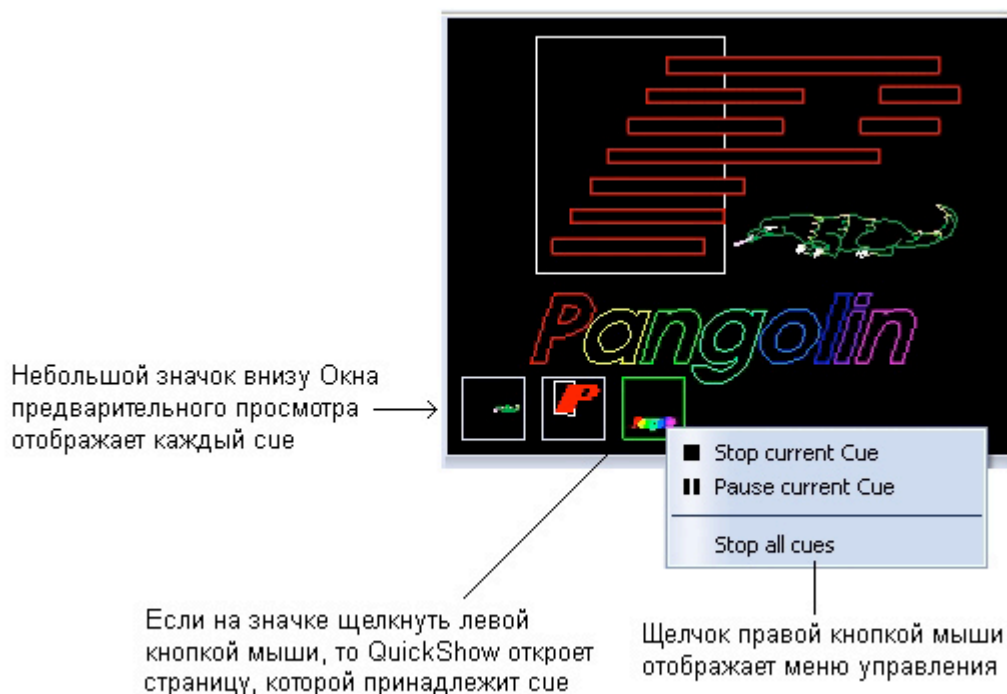 Pangolin
P
Небольшой значок внизу Окна
предварительного просмотра
отображает каждый cue
Stop current Cue
Pause current Cue
Stop all cues
Если на значке щелкнуть левой
кнопкой мыши, то QuickShow откроет
страницу, которой принадлежит cue
Щелчок правой кнопкой мыши
отображает меню управления